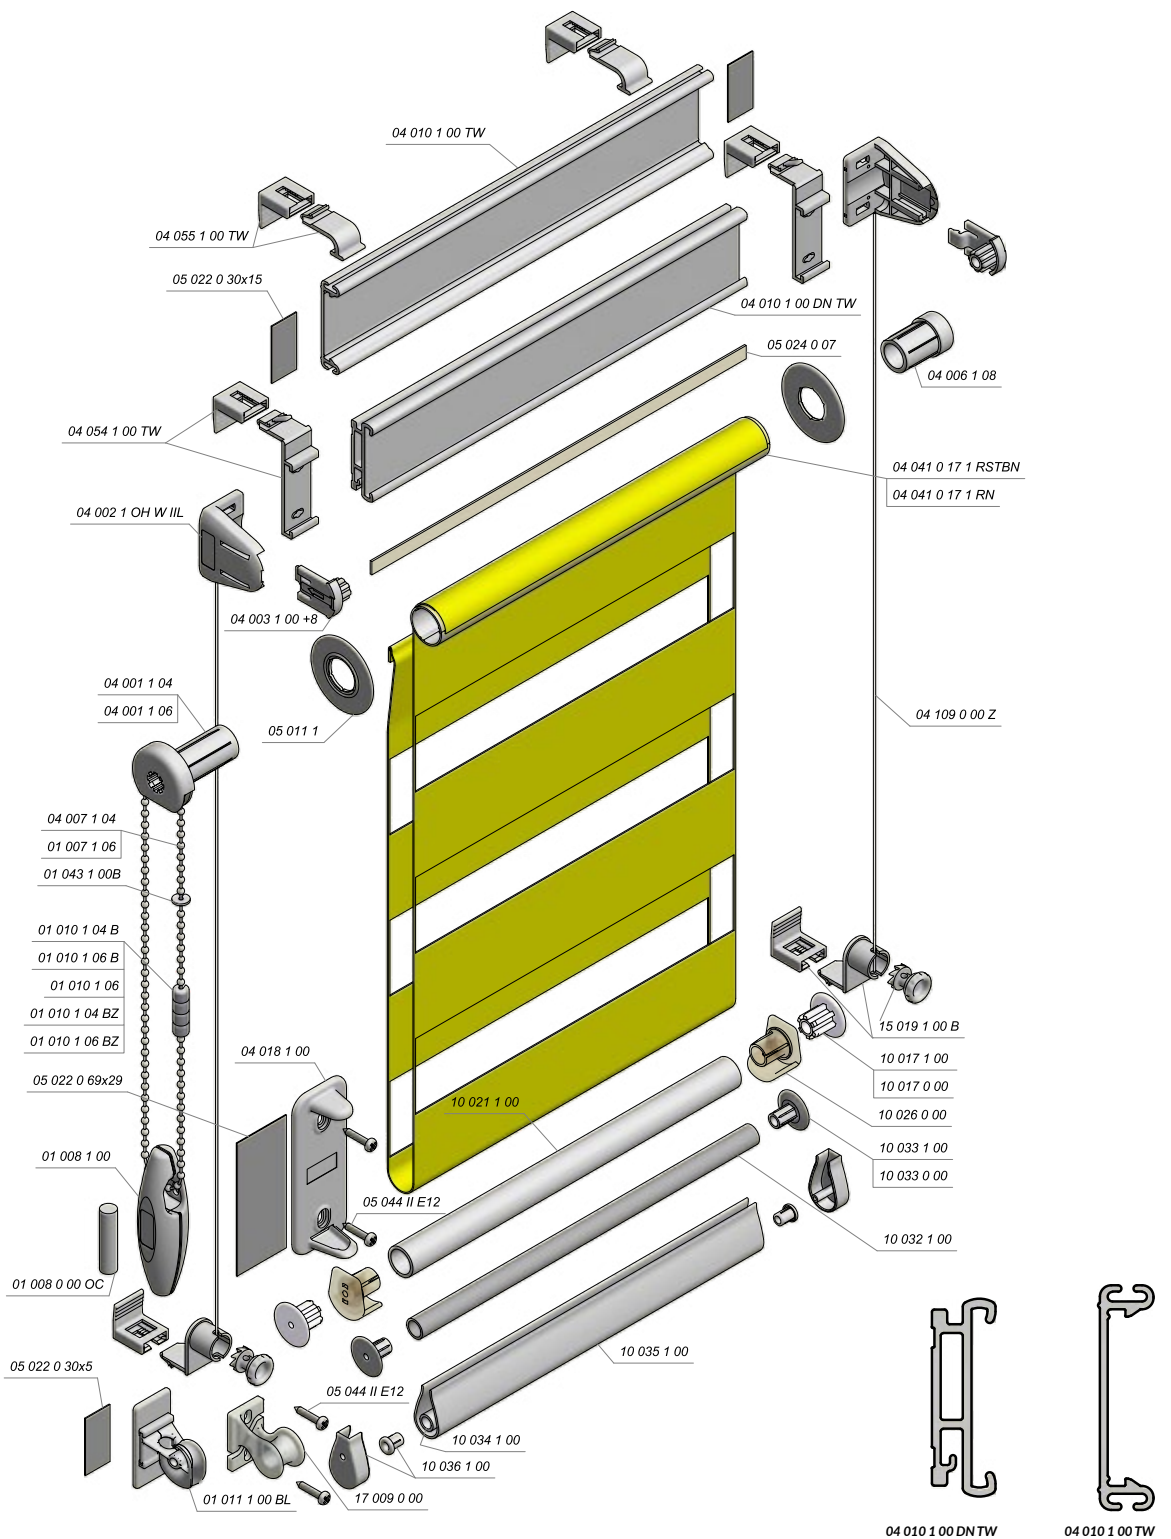 04 010 1 00 TW
04 055 1 00 TW
05 022 0 30x15
04 010 1 00 DN TW
05 024 0 07
04 006 1 08
04 054 1 00 TW
04 041 0 17 1 RSTBN
04 041 0 17 1 RN
04 002 1 OH W IIL
04 003 1 00 +8
04 001 1 04
04 001 1 06
05 011 1
04 109 0 00 Z
04 007 1 04
01 007 1 06
01 043 1 00B
01 010 1 04 B
01 010 1 06 B
01 010 1 06
01 010 1 04 BZ
01 010 1 06 BZ
15 019 1 00 B
04 018 1 00
10 017 1 00
10 017 0 00
05 022 0 69x29
10 021 1 00
10 026 0 00
10 033 1 00
10 033 0 00
01 008 1 00
05 044 II E12
10 032 1 00
01 008 0 00 OC
10 035 1 00
05 022 0 30x5
05 044 II E12
10 034 1 00
10 036 1 00
01 011 1 00 BL
17 009 0 00
04 010 1 00 DN TW
04 010 1 00 TW